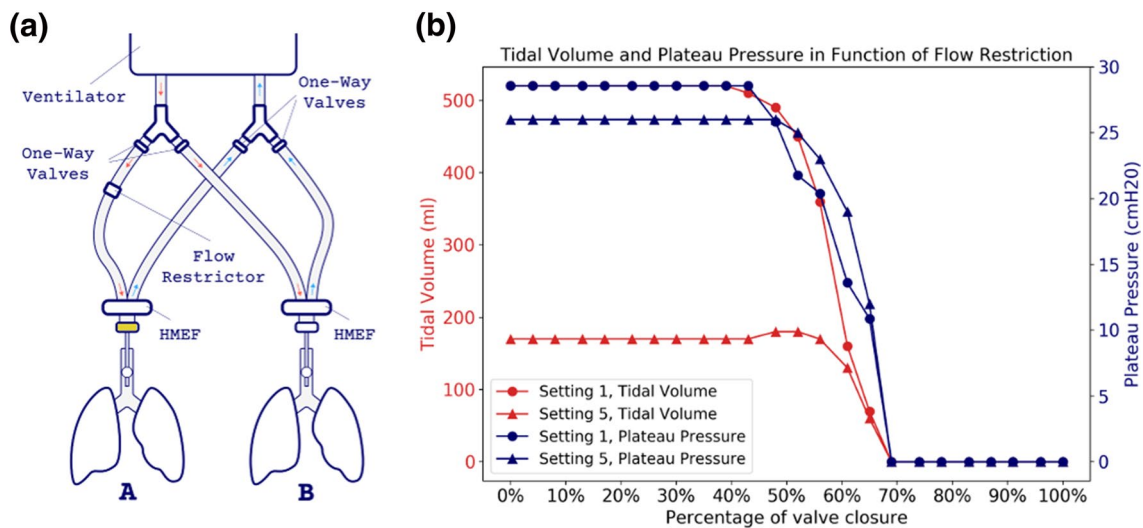 (a)
Ventilator
One-Way
Valves
One-Way
Valves
Flow
Restrictor
HMEF
HMEF
A
B
(b)
Tidal Volume and Plateau Pressure in Function of Flow Restriction
Tidal Volume (ml)
500
400
300
200
100
0
Setting 1, Tidal Volume
Setting 5, Tidal Volume
Setting 1, Plateau Pressure
Setting 5, Plateau Pressure
30
25
20
15
10
5
0
Plateau Pressure (cmH20)
0% 10% 20% 30% 40% 50% 60% 70% 80% 90% 100%
Percentage of valve closure